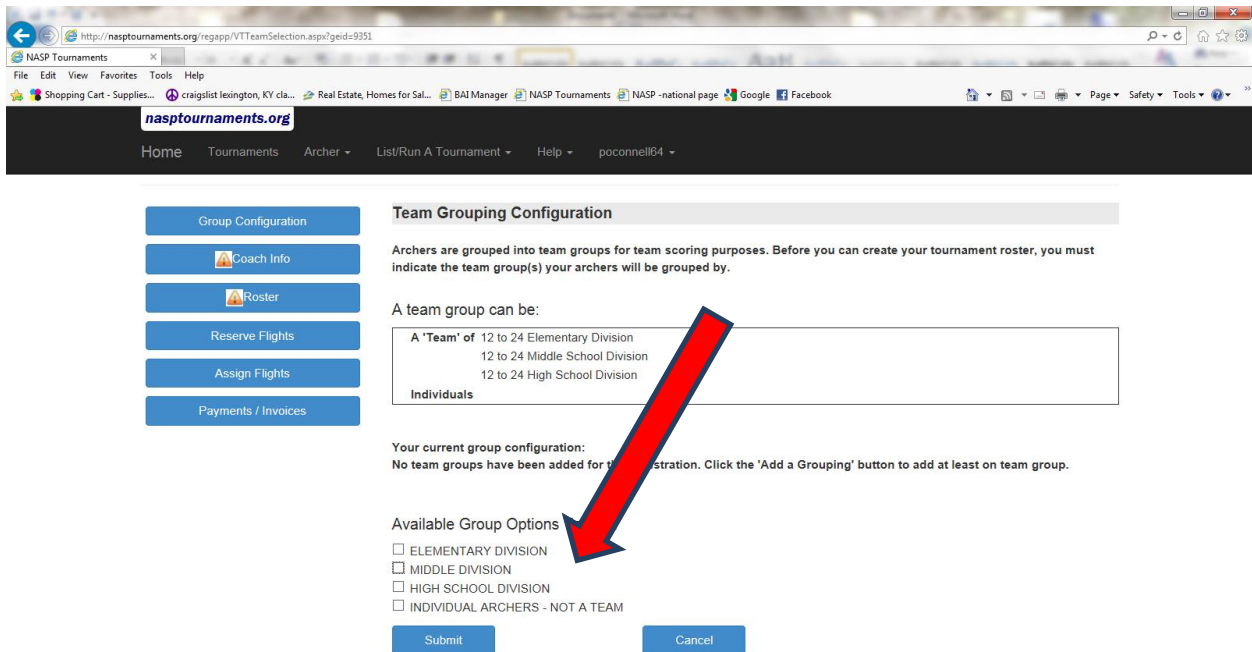 http://nasptournaments.org/regapp/VTTeamSelection.aspx?geid=9351
NASP Tournaments
File Edit View Favorites Tools Help
Shopping Cart - Supplies... craigslist lexington, KY cla... Real Estate, Homes for Sal... BAI Manager NASP Tournaments NASP -national page Google Facebook Page Safety Tools
nasptournaments.org
Home Tournaments Archer List/Run A Tournament Help poconnell64
Group Configuration
Coach Info
Roster
Reserve Flights
Assign Flights
Payments / Invoices
Team Grouping Configuration
Archers are grouped into team groups for team scoring purposes. Before you can create your tournament roster, you must
indicate the team group(s) your archers will be grouped by.
A team group can be:
A 'Team' of 12 to 24 Elementary Division
12 to 24 Middle School Division
12 to 24 High School Division
Individuals
Your current group configuration:
No team groups have been added for th stration. Click the 'Add a Grouping' button to add at least on team group.
Available Group Options
ELEMENTARY DIVISION
MIDDLE DIVISION
HIGH SCHOOL DIVISION
INDIVIDUAL ARCHERS - NOT A TEAM
Submit Cancel